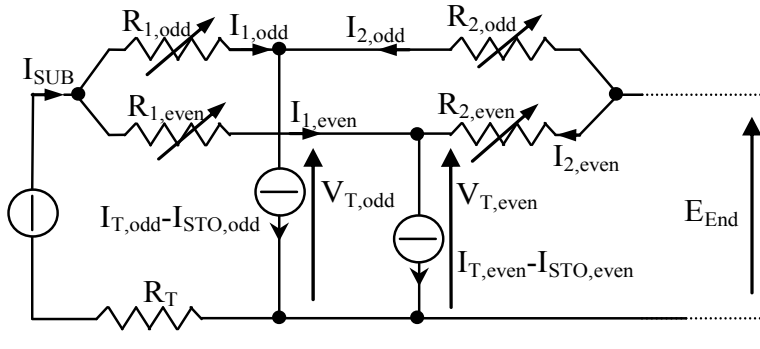 R1,odd
I1,odd
I2,odd
R2,odd
ISUB
R1,even
I1,even
R2,even
I2,even
VT,odd
VT,even
IT,odd-ISTO,odd
EEnd
IT,even-ISTO,even
RT